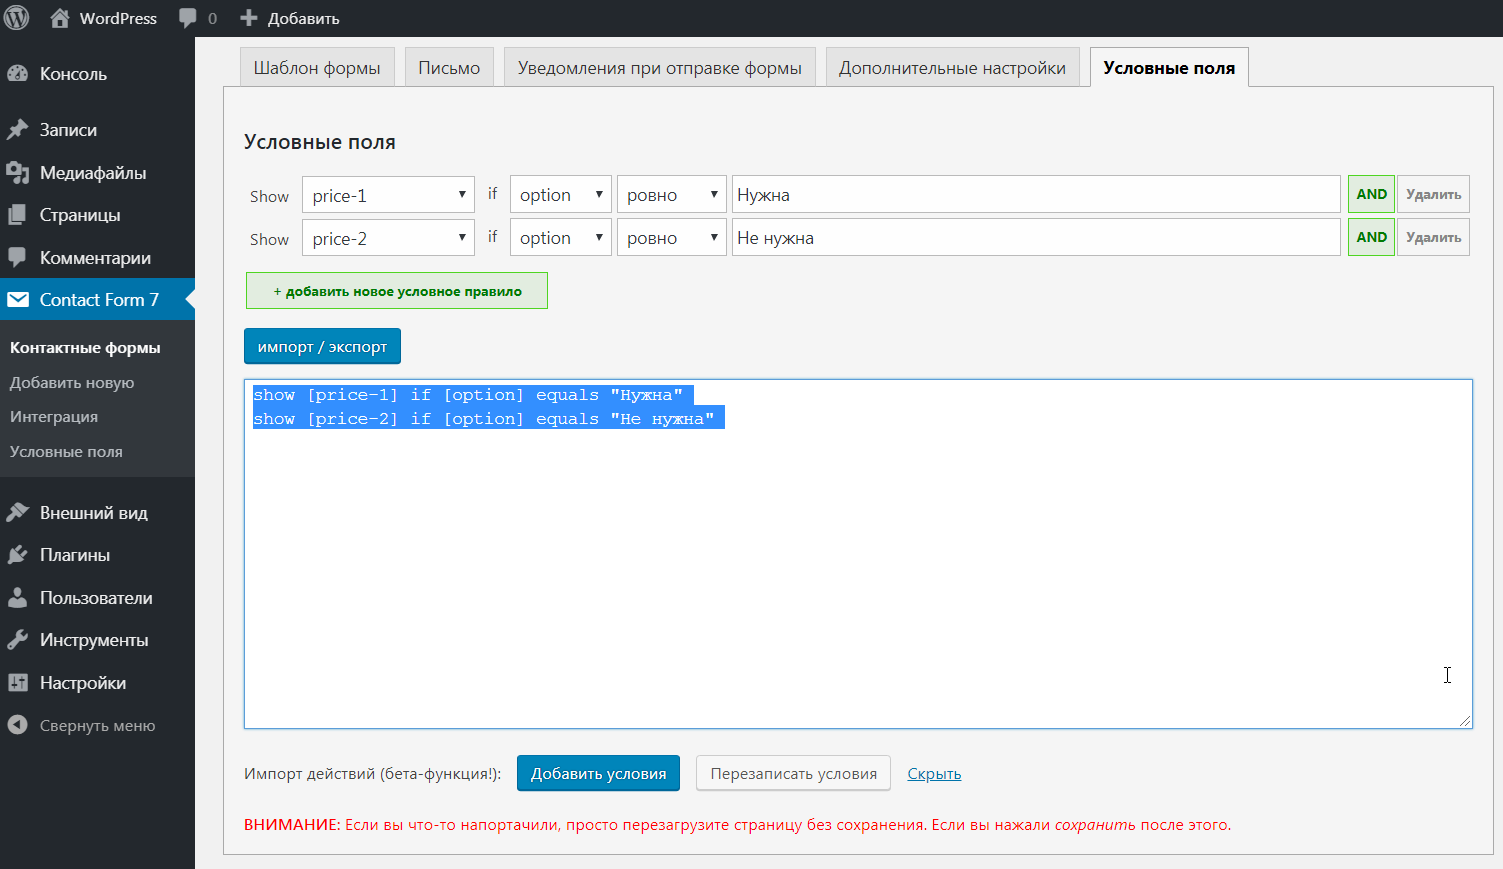 WordPress 0 Добавить
Консоль
Записи
Медиафайлы
Страницы
Комментарии
Contact Form 7
Контактные формы
Добавить новую
Интеграция
Условные поля
Внешний вид
Плагины
Пользователи
Инструменты
Настройки
Свернуть меню
Шаблон формы Письмо Уведомления при отправке формы Дополнительные настройки Условные поля
Условные поля
Show price-1 if option ровно Нужна AND Удалить
Show price-2 if option ровно Не нужна AND Удалить
+ добавить новое условное правило
импорт / экспорт
show [price-1] if [option] equals "Нужна"
show [price-2] if [option] equals "Не нужна"
Импорт действий (бета-функция!): Добавить условия Перезаписать условия Скрыть
ВНИМАНИЕ: Если вы что-то напортачили, просто перезагрузите страницу без сохранения. Если вы нажали сохранить после этого.